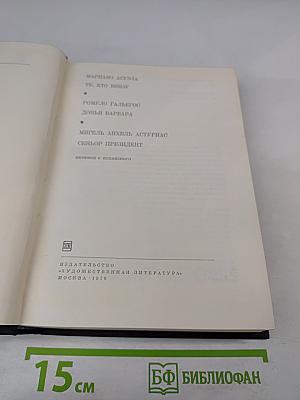 МАРИАНО АСУЭЛА
ТЕ, КТО ВНИЗУ
РОМУЛО ГАЛЬЕГОС
ДОНЬЯ БАРБАРА
МИГЕЛЬ АНХЕЛЬ АСТУРИАС
СЕНЬОР ПРЕЗИДЕНТ
ПЕРЕВОД С ИСПАНСКОГО
ИЗДАТЕЛЬСТВО
«ХУДОЖЕСТВЕННАЯ ЛИТЕРАТУРА»
МОСКВА 1970
15 см
БФ БИБЛИОФАН